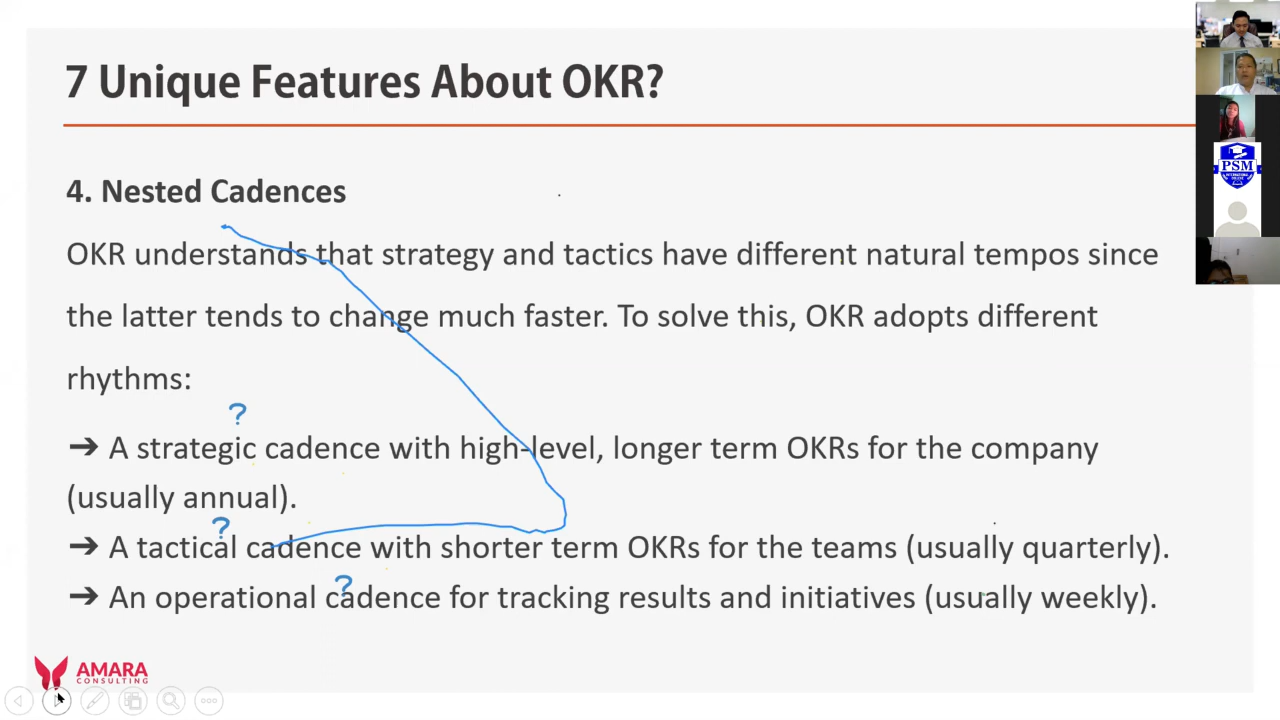 7 Unique Features About OKR?
4. Nested Cadences
OKR understands that strategy and tactics have different natural tempos since
the latter tends to change much faster. To solve this, OKR adopts different
rhythms:
?
➔ A strategic cadence with high-level, longer term OKRs for the company
(usually annual).
?
➔ A tactical cadence with shorter term OKRs for the teams (usually quarterly).
?
➔ An operational cadence for tracking results and initiatives (usually weekly).
AMARA
CONSULTING
PSM